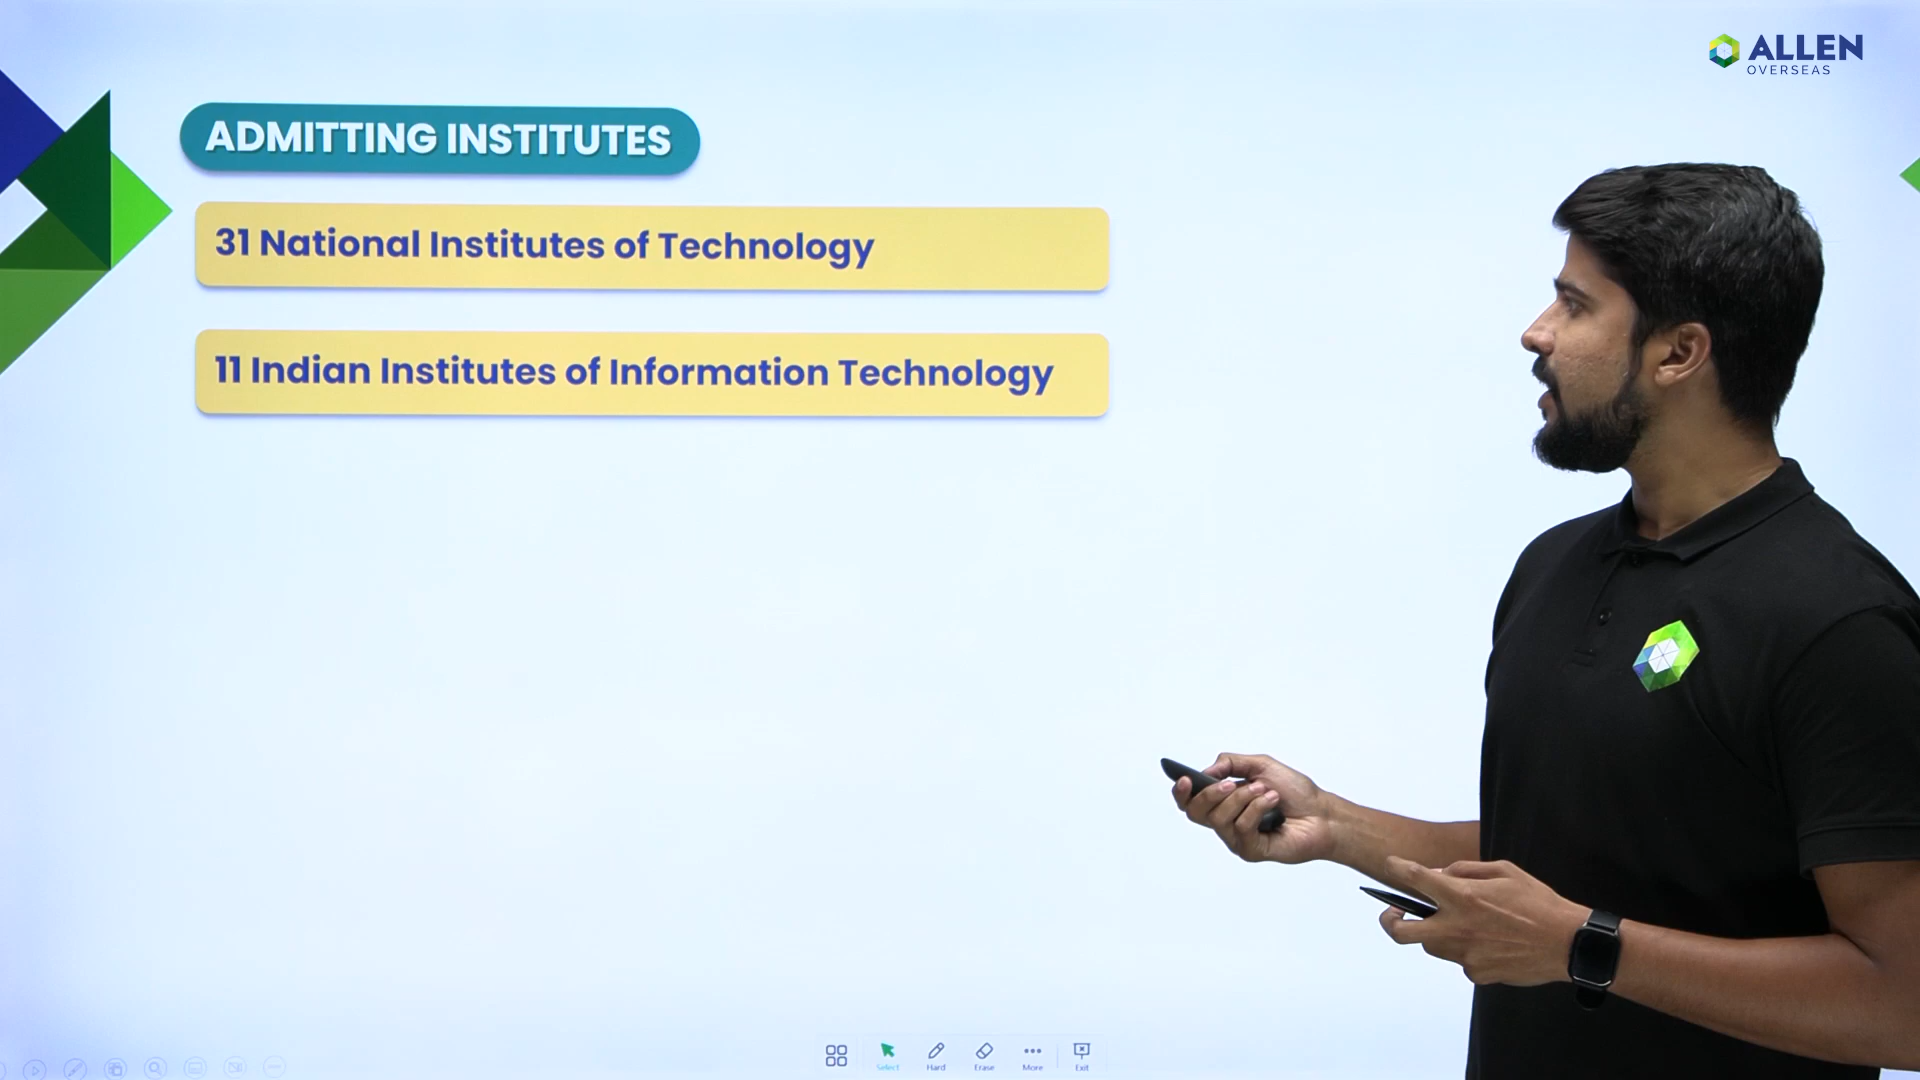 ALLEN
OVERSEAS
ADMITTING INSTITUTES
31 National Institutes of Technology
11 Indian Institutes of Information Technology
Select
Hard
Erase
More
Exit